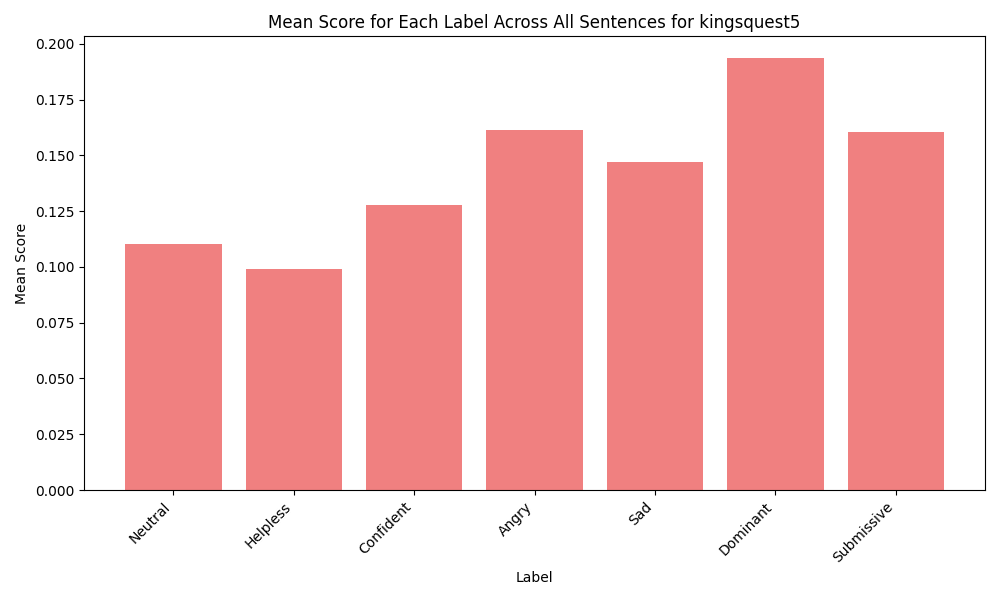 Mean Score for Each Label Across All Sentences for kingsquest5
0.200
0.175
0.150
0.125
0.100
0.075
0.050
0.025
0.000
Mean Score
Neutral
Helpless
Confident
Angry
Sad
Dominant
Submissive
Label